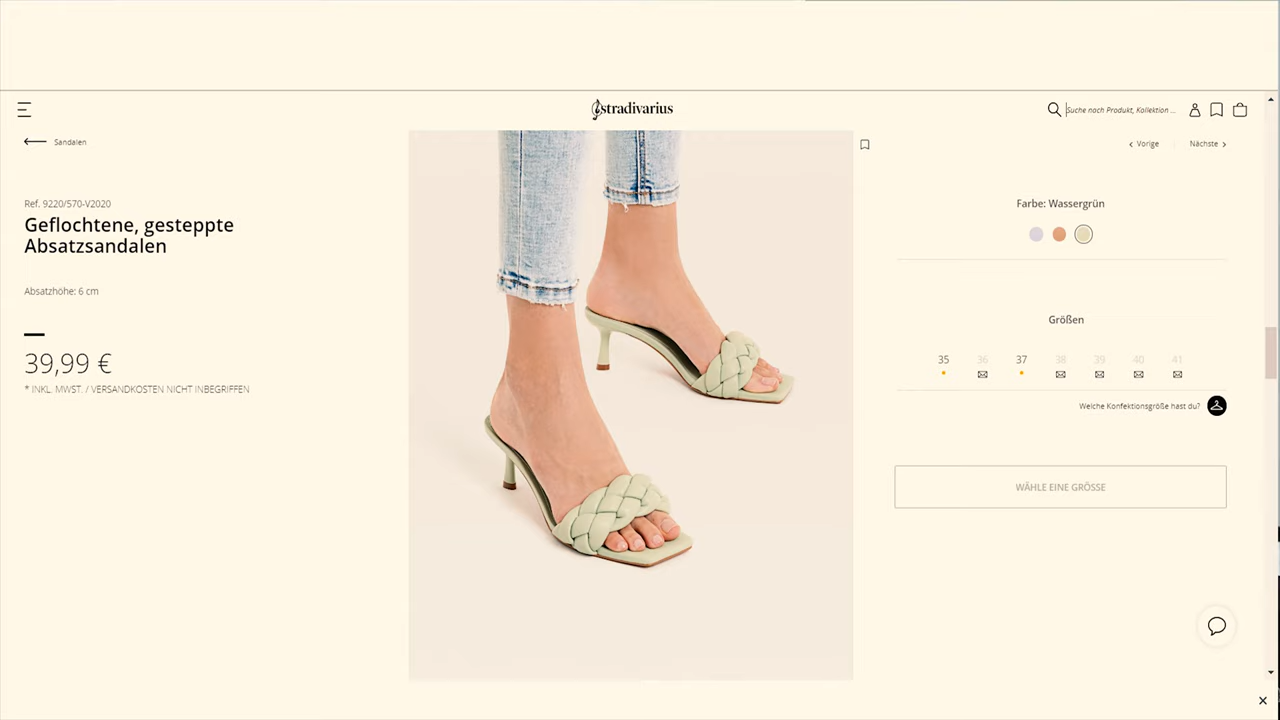 stradivarius
Suche nach Produkt, Kollektion ...
Sandalen
Vorige
Nächste
Ref. 9220/570-V2020
Geflochtene, gesteppte
Absatzsandalen
Absatzhöhe: 6 cm
39,99 €
* INKL. MWST. / VERSANDKOSTEN NICHT INBEGRIFFEN
Farbe: Wassergrün
Größen
35 36 37 38 39 40 41
Welche Konfektionsgröße hast du?
WÄHLE EINE GRÖSSE